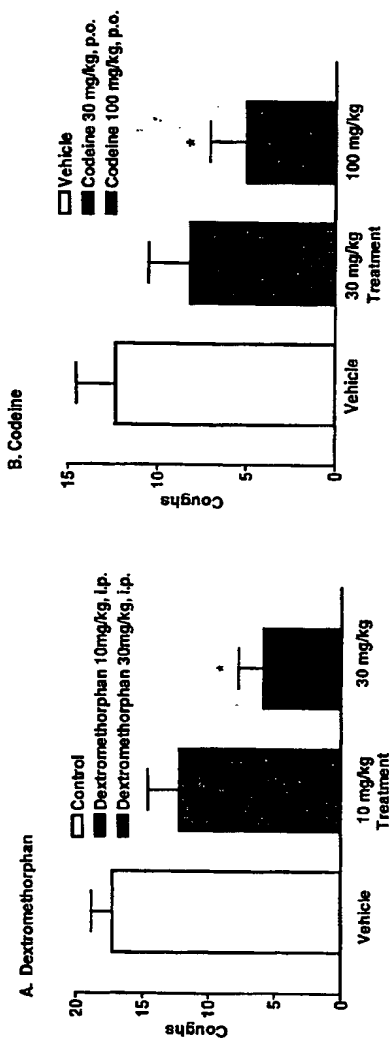 A. Dextromethorphan
Control
Dextromethorphan 10mg/kg, i.p.
Dextromethorphan 30mg/kg, i.p.
20
15
10
5
0
Coughs
*
Vehicle
10 mg/kg
30 mg/kg
Treatment
B. Codeine
Vehicle
Codeine 30 mg/kg, p.o.
Codeine 100 mg/kg, p.o.
15
10
5
0
Coughs
*
Vehicle
30 mg/kg
100 mg/kg
Treatment